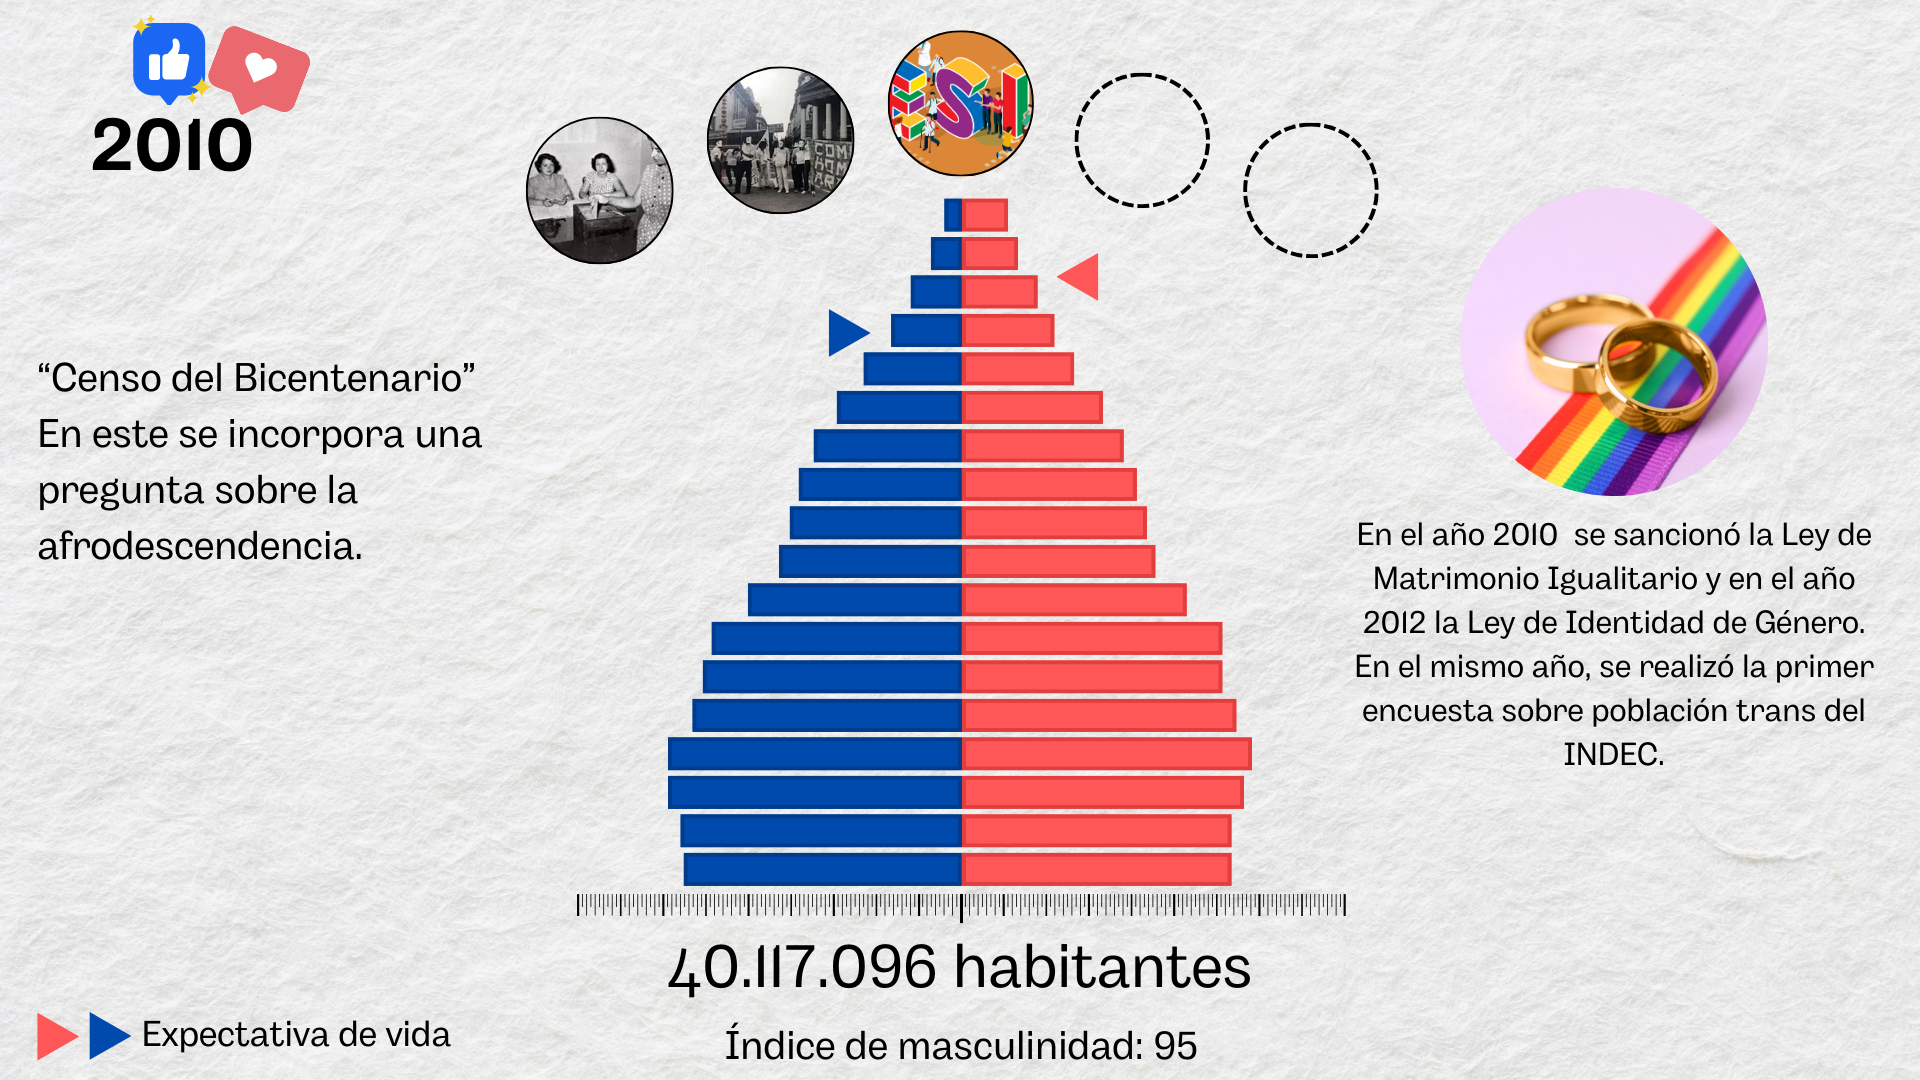 2010
ESI
COM
HOM
AR
“Censo del Bicentenario”
En este se incorpora una
pregunta sobre la
afrodescendencia.
En el año 2010 se sancionó la Ley de
Matrimonio Igualitario y en el año
2012 la Ley de Identidad de Género.
En el mismo año, se realizó la primer
encuesta sobre población trans del
INDEC.
40.117.096 habitantes
Índice de masculinidad: 95
Expectativa de vida